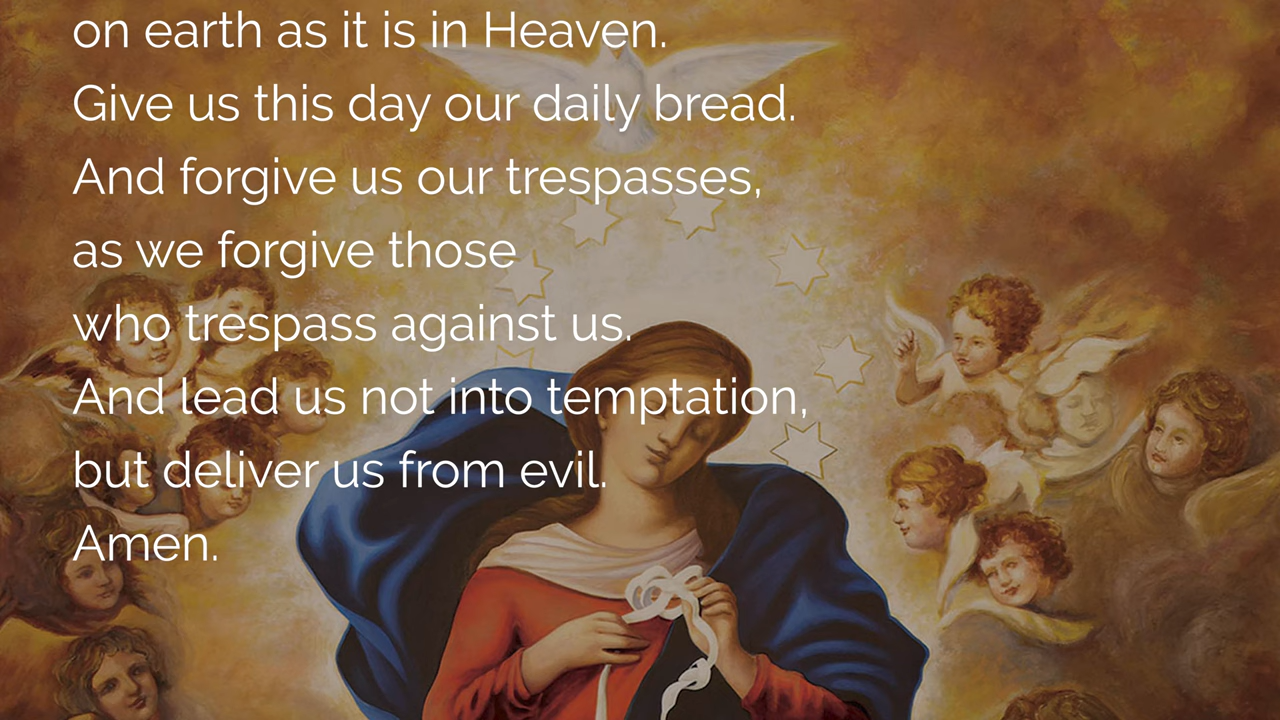 on earth as it is in Heaven.
Give us this day our daily bread.
And forgive us our trespasses,
as we forgive those
who trespass against us.
And lead us not into temptation,
but deliver us from evil.
Amen.